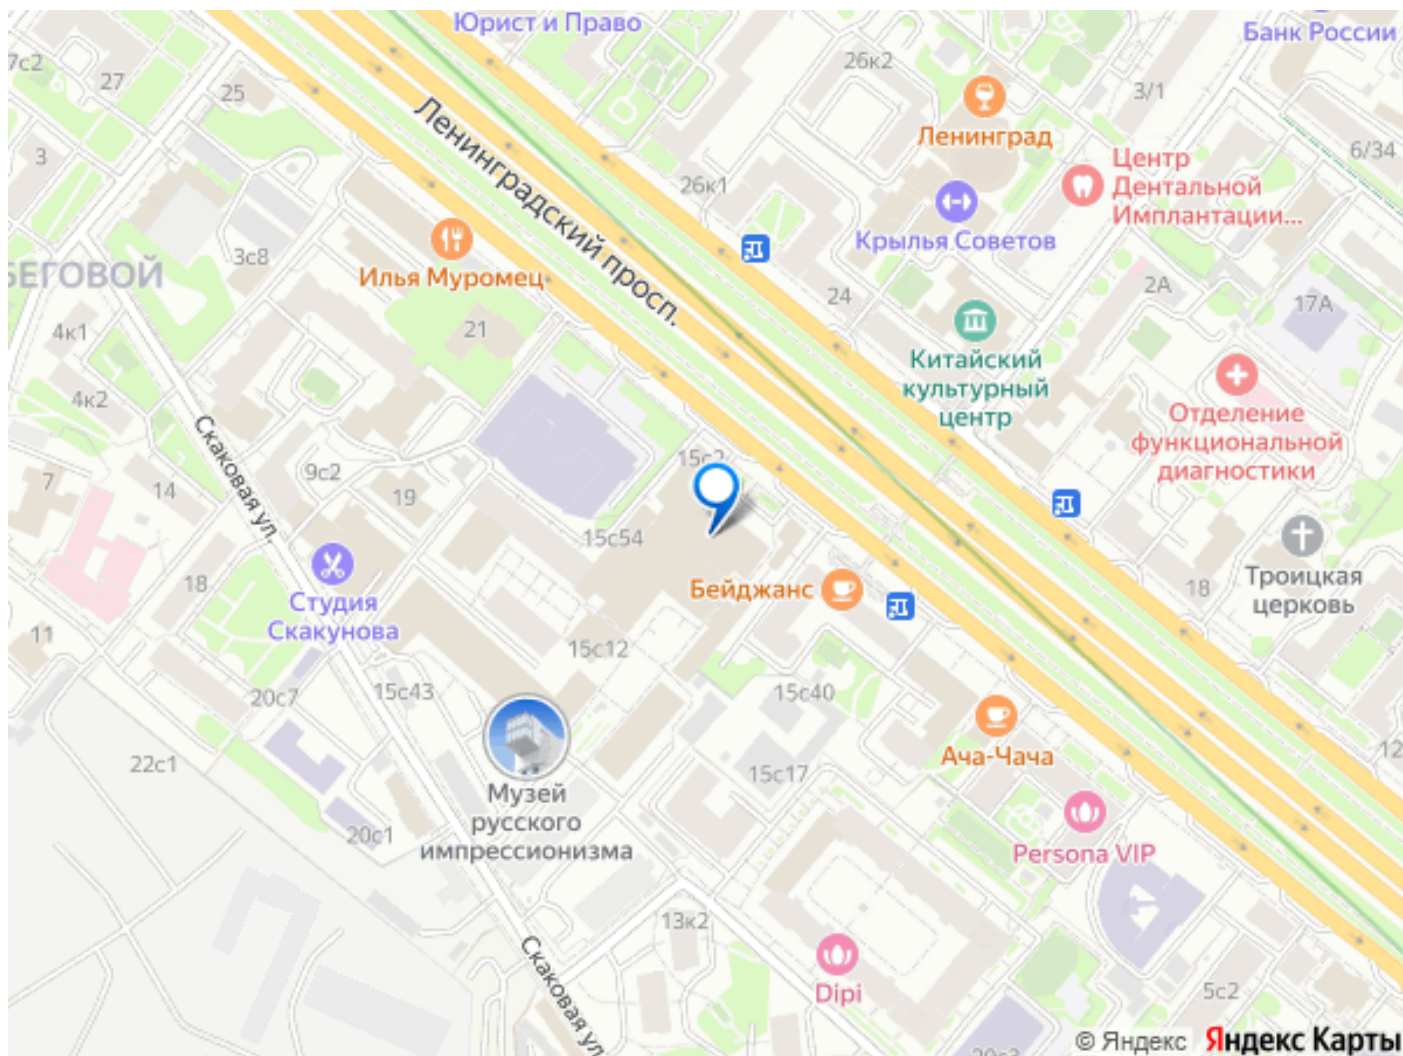 Юрист и Право
Банк России
7с2
27
25
26к2
3/1
6/34
3
Ленинград
Центр
Дентальной
Имплантации...
26к1
Ленинградский просп.
Крылья Советов
3с8
Илья Муромец
БЕГОВОЙ
24
2А
17А
4к1
21
Китайский
культурный
центр
4к2
Отделение
функциональной
диагностики
Скаковая ул.
15с2
9с2
7
14
19
15с54
18
Студия
Скакунова
Бейджанс
18
Троицкая
церковь
11
15с12
20с7
15с43
15с40
Ача-Чача
22с1
15с17
12
Музей
русского
импрессионизма
20с1
Persona VIP
13к2
Скаковая ул.
Dipi
5с2
20с3
© Яндекс Яндекс Карты